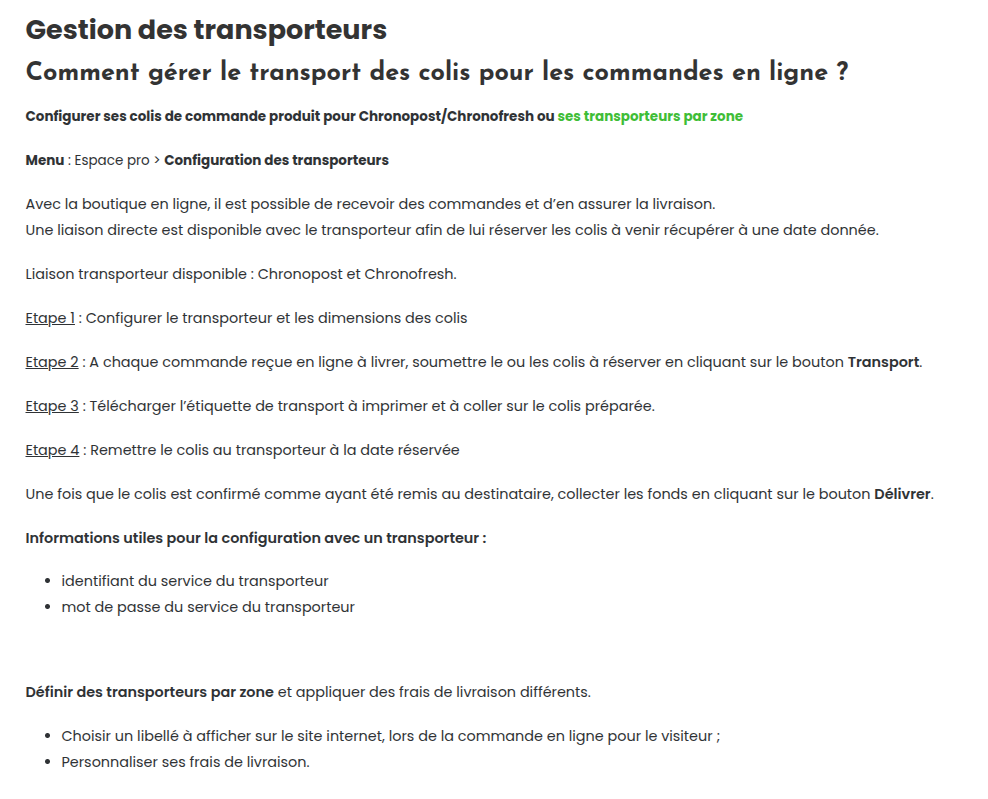 Gestion des transporteurs
Comment gérer le transport des colis pour les commandes en ligne ?
Configurer ses colis de commande produit pour Chronopost/Chronofresh ou ses transporteurs par zone
Menu : Espace pro > Configuration des transporteurs
Avec la boutique en ligne, il est possible de recevoir des commandes et d’en assurer la livraison.
Une liaison directe est disponible avec le transporteur afin de lui réserver les colis à venir récupérer à une date donnée.
Liaison transporteur disponible : Chronopost et Chronofresh.
Etape 1 : Configurer le transporteur et les dimensions des colis
Etape 2 : A chaque commande reçue en ligne à livrer, soumettre le ou les colis à réserver en cliquant sur le bouton Transport.
Etape 3 : Télécharger l’étiquette de transport à imprimer et à coller sur le colis préparée.
Etape 4 : Remettre le colis au transporteur à la date réservée
Une fois que le colis est confirmé comme ayant été remis au destinataire, collecter les fonds en cliquant sur le bouton Délivrer.
Informations utiles pour la configuration avec un transporteur :
• identifiant du service du transporteur
• mot de passe du service du transporteur
Définir des transporteurs par zone et appliquer des frais de livraison différents.
• Choisir un libellé à afficher sur le site internet, lors de la commande en ligne pour le visiteur ;
• Personnaliser ses frais de livraison.